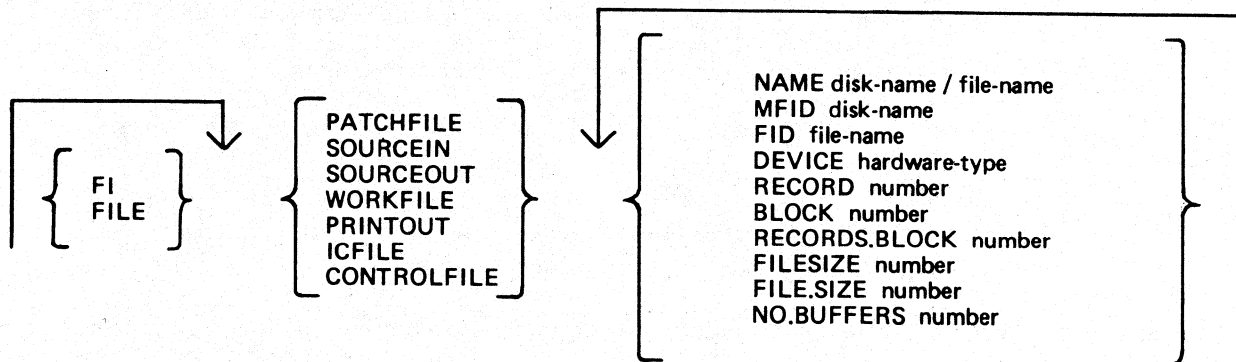 FI
FILE
PATCHFILE
SOURCEIN
SOURCEOUT
WORKFILE
PRINTOUT
ICFILE
CONTROLFILE
NAME disk-name / file-name
MFID disk-name
FID file-name
DEVICE hardware-type
RECORD number
BLOCK number
RECORDS.BLOCK number
FILESIZE number
FILE.SIZE number
NO.BUFFERS number